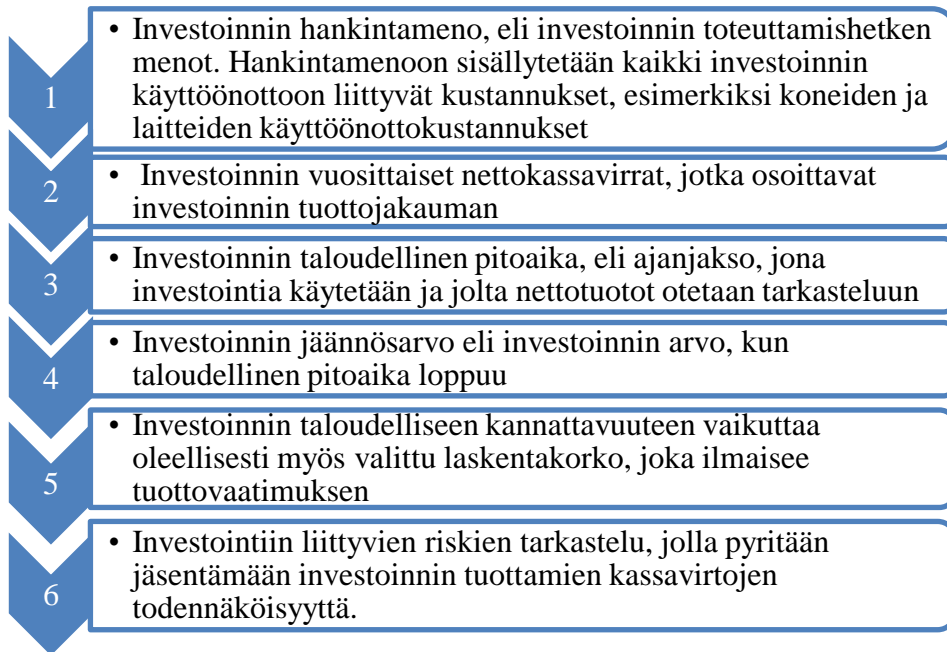 1
• Investoinnin hankintameno, eli investoinnin toteuttamishetken
menot. Hankintamenoon sisällytetään kaikki investoinnin
käyttöönottoon liittyvät kustannukset, esimerkiksi koneiden ja
laitteiden käyttöönottokustannukset
2
• Investoinnin vuosittaiset nettokassavirrat, jotka osoittavat
investoinnin tuottojakauman
3
• Investoinnin taloudellinen pitoaika, eli ajanjakso, jona
investointia käytetään ja jolta nettotuotot otetaan tarkasteluun
4
• Investoinnin jäännösarvo eli investoinnin arvo, kun
taloudellinen pitoaika loppuu
5
• Investoinnin taloudelliseen kannattavuuteen vaikuttaa
oleellisesti myös valittu laskentakorko, joka ilmaisee
tuottovaatimuksen
6
• Investointiin liittyvien riskien tarkastelu, jolla pyritään
jäsentämään investoinnin tuottamien kassavirtojen
todennäköisyyttä.